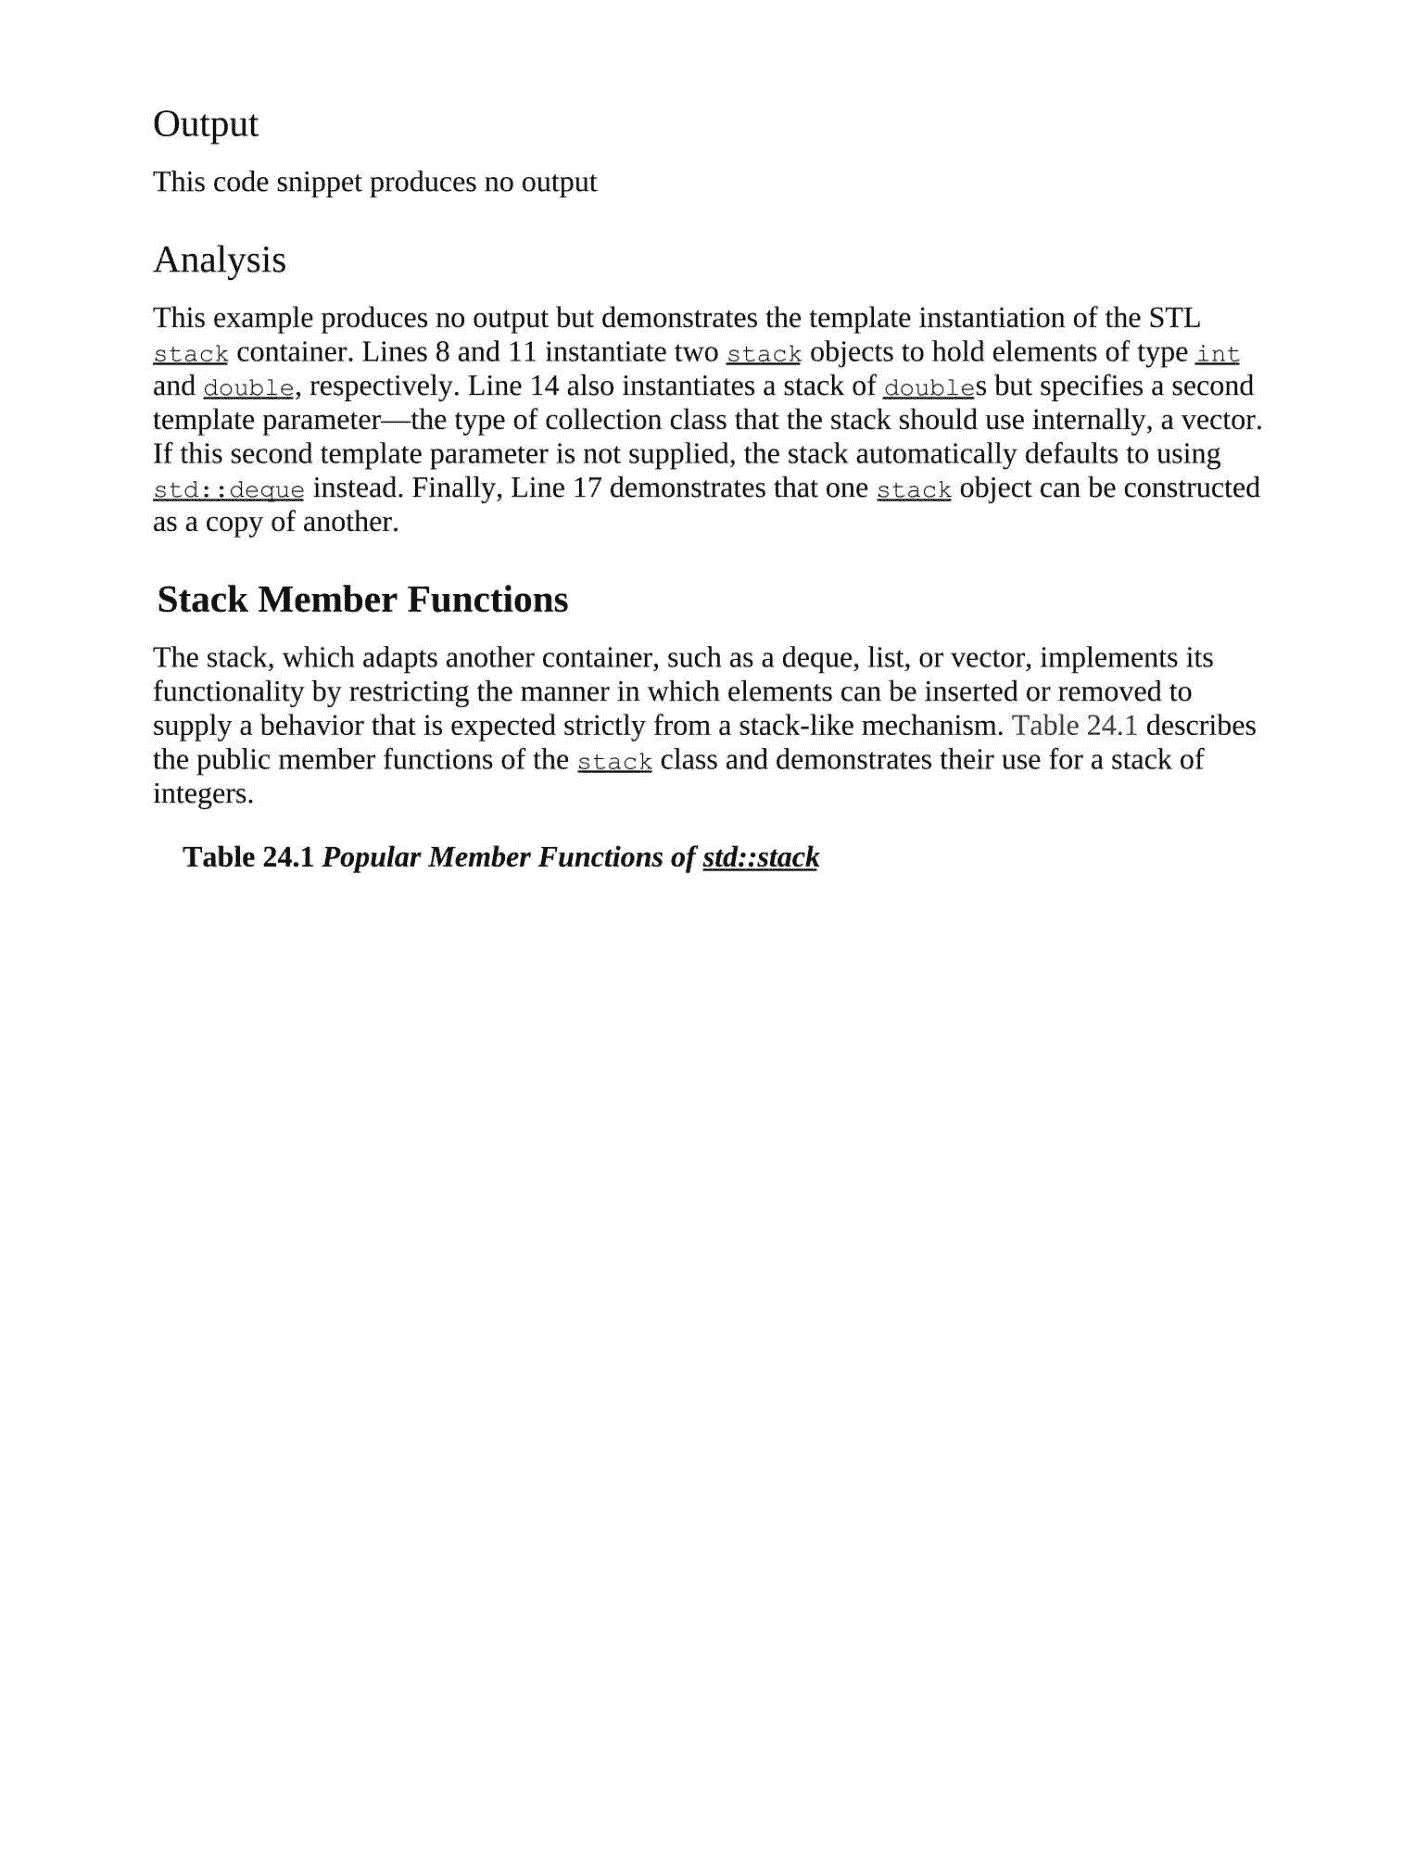 Output
This code snippet produces no output
Analysis
This example produces no output but demonstrates the template instantiation of the STL
stack container. Lines 8 and 11 instantiate two stack objects to hold elements of type int
and double, respectively. Line 14 also instantiates a stack of doubles but specifies a second
template parameter—the type of collection class that the stack should use internally, a vector.
If this second template parameter is not supplied, the stack automatically defaults to using
std::deque instead. Finally, Line 17 demonstrates that one stack object can be constructed
as a copy of another.
Stack Member Functions
The stack, which adapts another container, such as a deque, list, or vector, implements its
functionality by restricting the manner in which elements can be inserted or removed to
supply a behavior that is expected strictly from a stack-like mechanism. Table 24.1 describes
the public member functions of the stack class and demonstrates their use for a stack of
integers.
Table 24.1 Popular Member Functions of std::stack